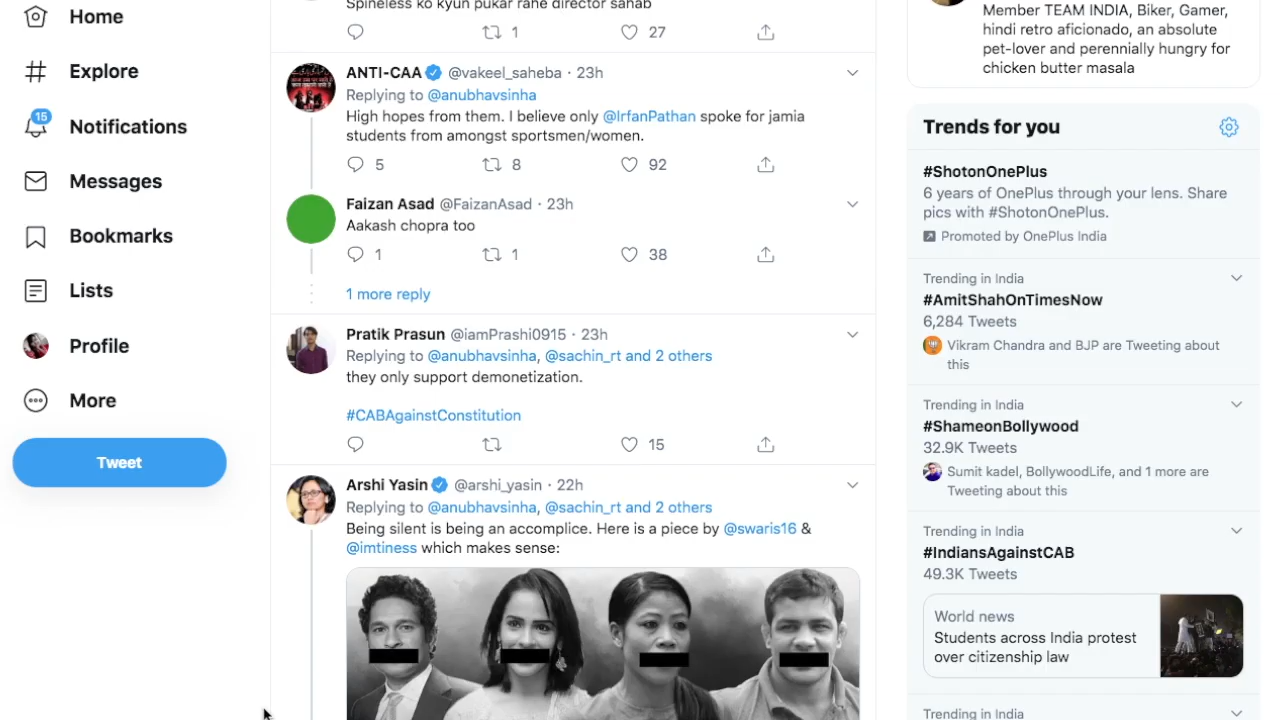 Home
Explore
15
Notifications
Messages
Bookmarks
Lists
Profile
More
Tweet
Spineless ko kyun pukar rahe director sahab
1 27
ANTI-CAA @vakeel_saheba · 23h
Replying to @anubhavsinha
High hopes from them. I believe only @IrfanPathan spoke for jamia
students from amongst sportsmen/women.
5 8 92
Faizan Asad @FaizanAsad · 23h
Aakash chopra too
1 1 38
1 more reply
Pratik Prasun @iamPrashi0915 · 23h
Replying to @anubhavsinha, @sachin_rt and 2 others
they only support demonetization.
#CABAgainstConstitution
15
Arshi Yasin @arshi_yasin · 22h
Replying to @anubhavsinha, @sachin_rt and 2 others
Being silent is being an accomplice. Here is a piece by @swaris16 &
@imtiness which makes sense:
Member TEAM INDIA, Biker, Gamer,
hindi retro aficionado, an absolute
pet-lover and perennially hungry for
chicken butter masala
Trends for you
#ShotonOnePlus
6 years of OnePlus through your lens. Share
pics with #ShotonOnePlus.
Promoted by OnePlus India
Trending in India
#AmitShahOnTimesNow
6,284 Tweets
Vikram Chandra and BJP are Tweeting about
this
Trending in India
#ShameonBollywood
32.9K Tweets
Sumit kadel, BollywoodLife, and 1 more are
Tweeting about this
Trending in India
#IndiansAgainstCAB
49.3K Tweets
World news
Students across India protest
over citizenship law
Trending in India